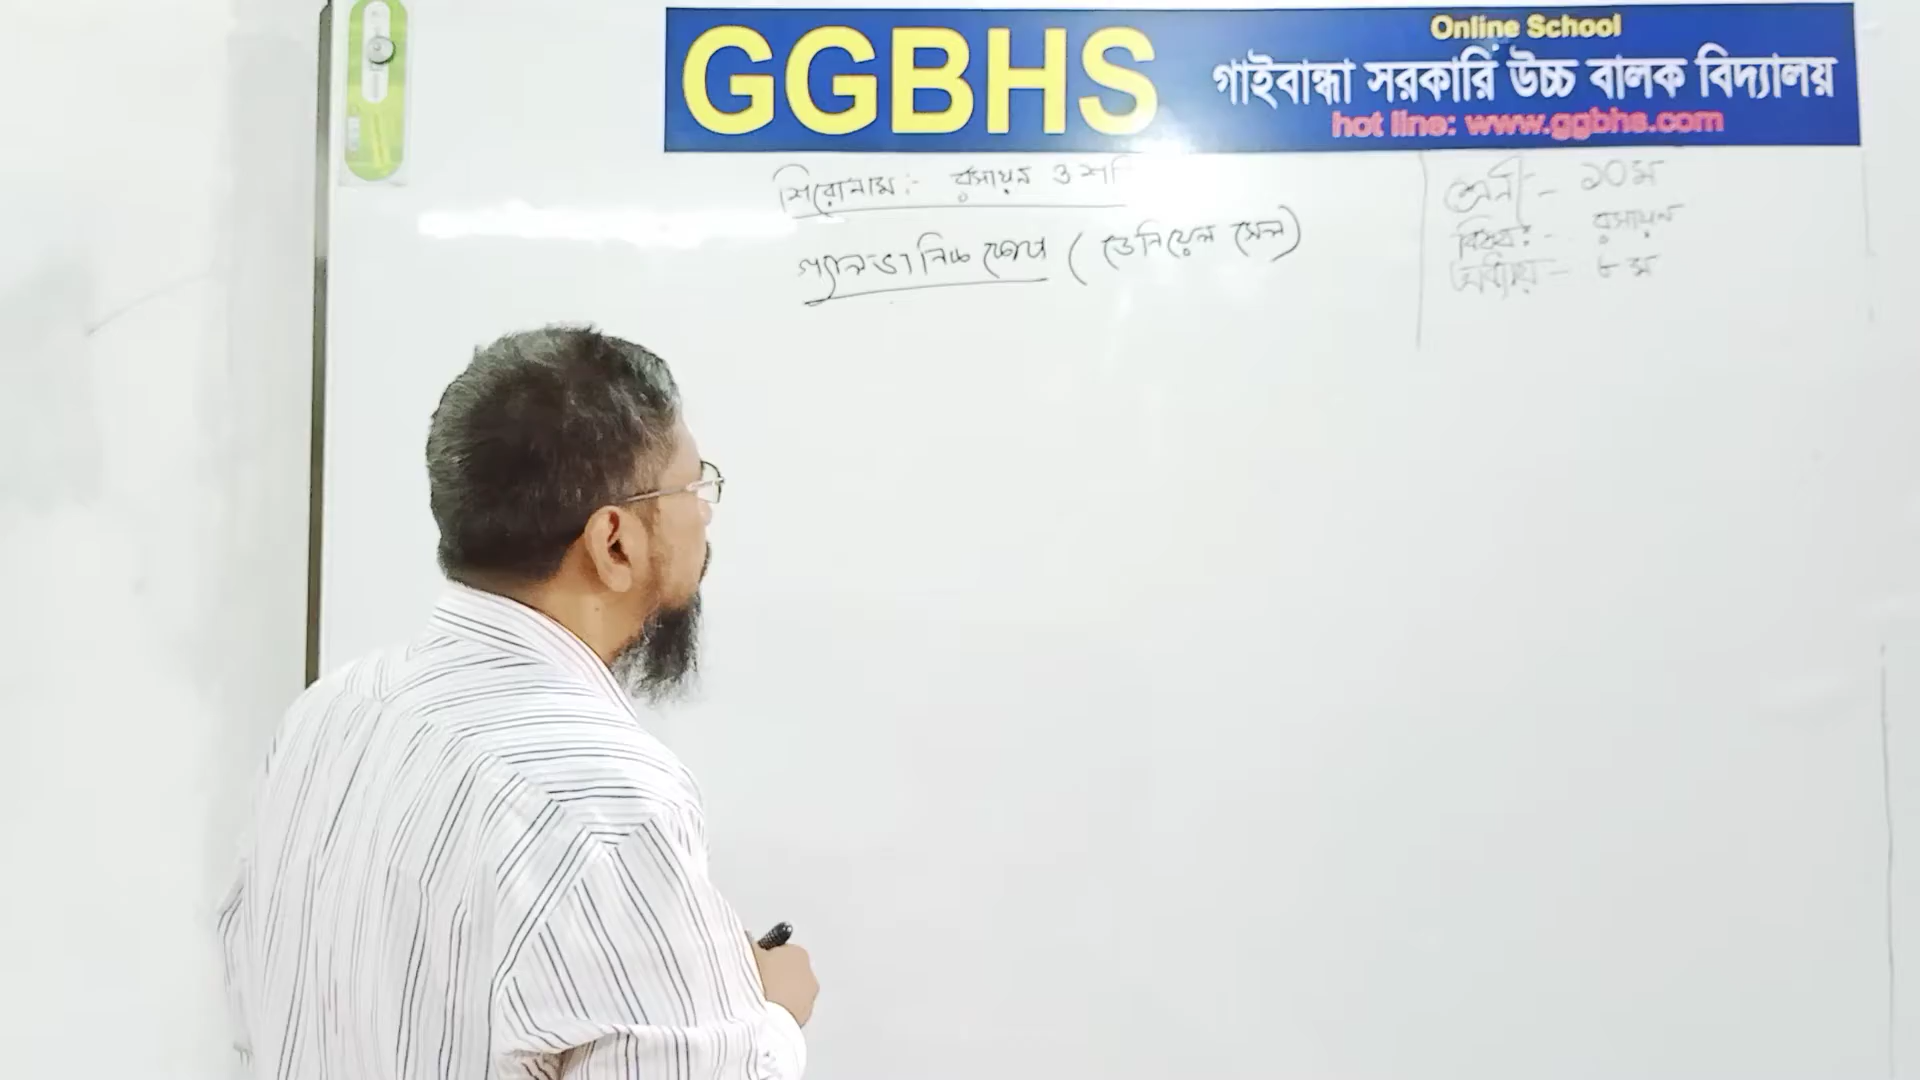 GGBHS
Online School
গাইবান্ধা সরকারি উচ্চ বালক বিদ্যালয়
hot line: www.ggbhs.com
শিরোনাম:- রসায়ন ও
গ্যালভানিক কোষ ( ডেনিয়েল সেল)
শ্রেণী:- ১০ম
বিষয়:- রসায়ন
অধ্যায়:- ৮ম